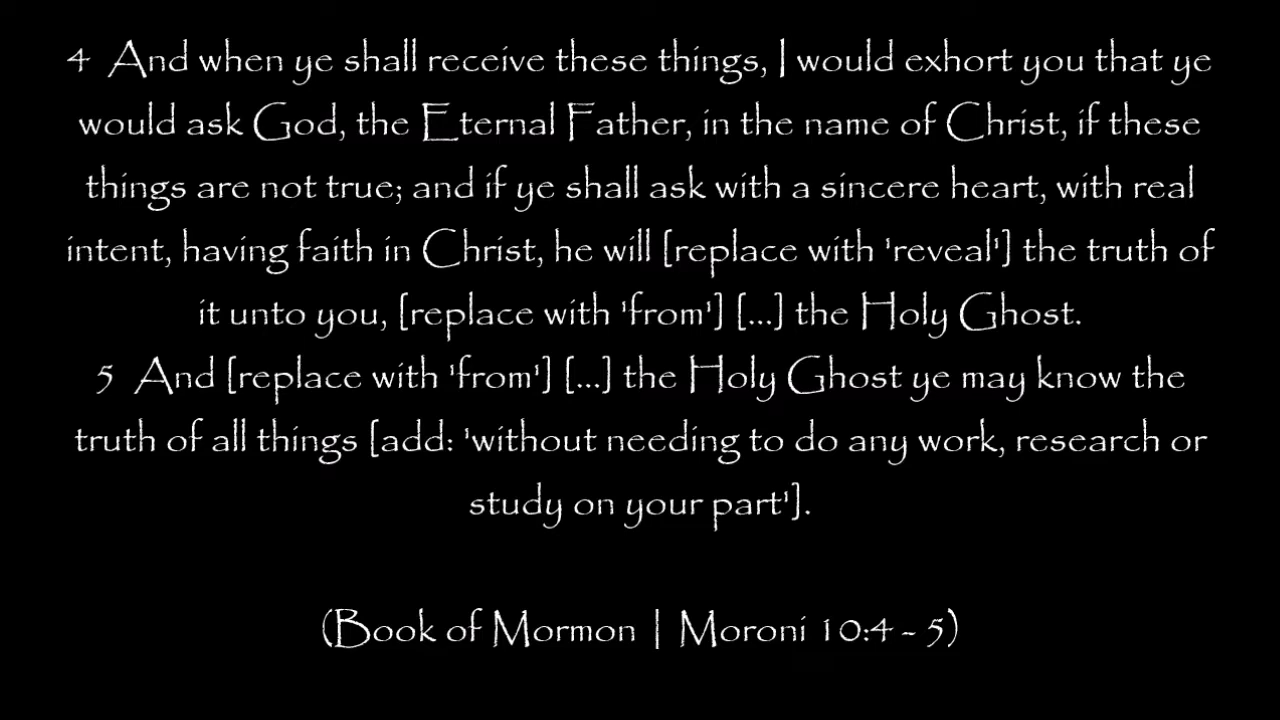 4 And when ye shall receive these things, I would exhort you that ye
would ask God, the Eternal Father, in the name of Christ, if these
things are not true; and if ye shall ask with a sincere heart, with real
intent, having faith in Christ, he will [replace with 'reveal'] the truth of
it unto you, [replace with 'from'] [...] the Holy Ghost.
5 And [replace with 'from'] [...] the Holy Ghost ye may know the
truth of all things [add: 'without needing to do any work, research or
study on your part'].
(Book of Mormon | Moroni 10:4 - 5)